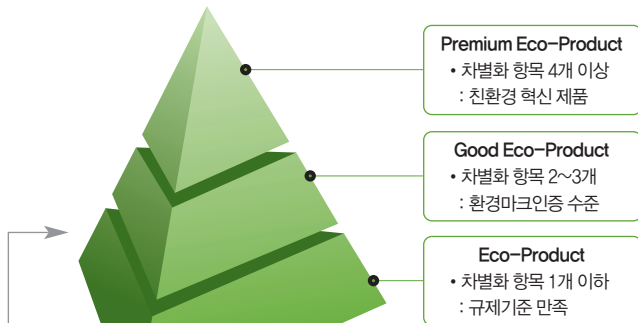 Premium Eco-Product
• 차별화 항목 4개 이상
: 친환경 혁신 제품
Good Eco-Product
• 차별화 항목 2~3개
: 환경마크인증 수준
Eco-Product
• 차별화 항목 1개 이하
: 규제기준 만족